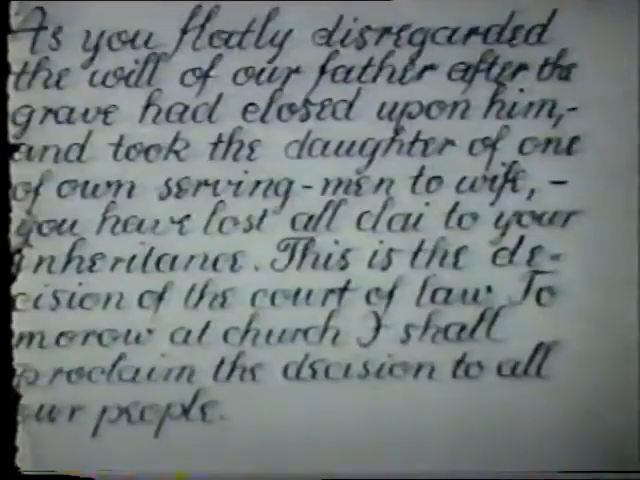 As you flatly disregarded
the will of our father after the
grave had closed upon him,-
and took the daughter of one
of own serving-men to wife,-
you have lost all clai to your
inheritance. This is the de-
cision of the court of law. To
morow at church I shall
proclaim the decision to all
our people.